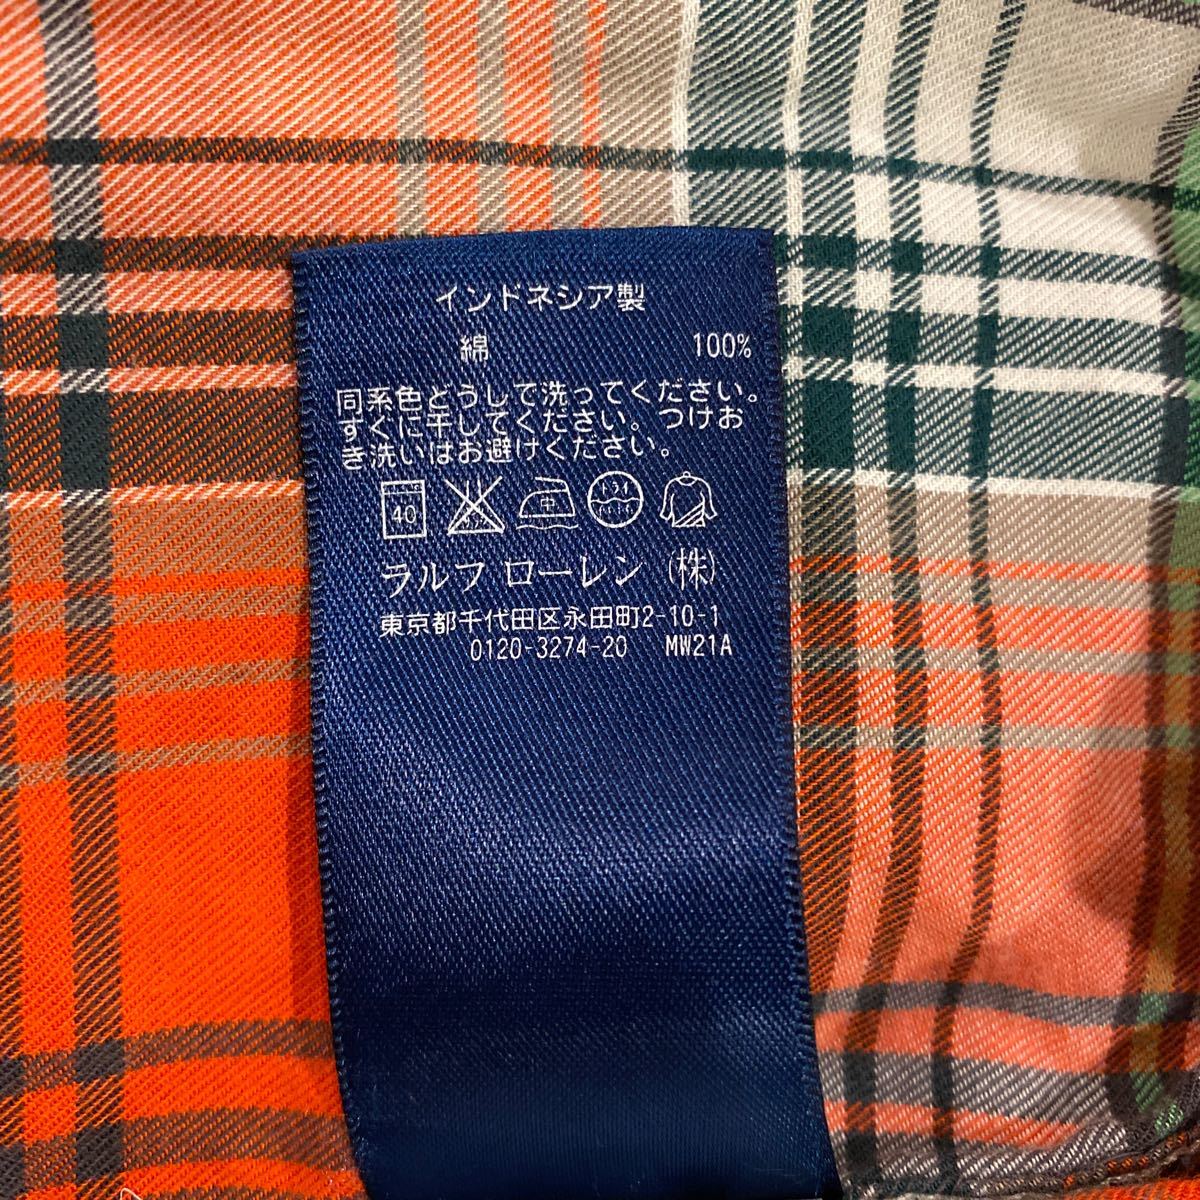 インドネシア製
綿 100%
同系色どうしで洗ってください。
すぐに干してください。つけお
き洗いはお避けください。
40 中
ラルフ ローレン (株)
東京都千代田区永田町2-10-1
0120-3274-20 MW21A